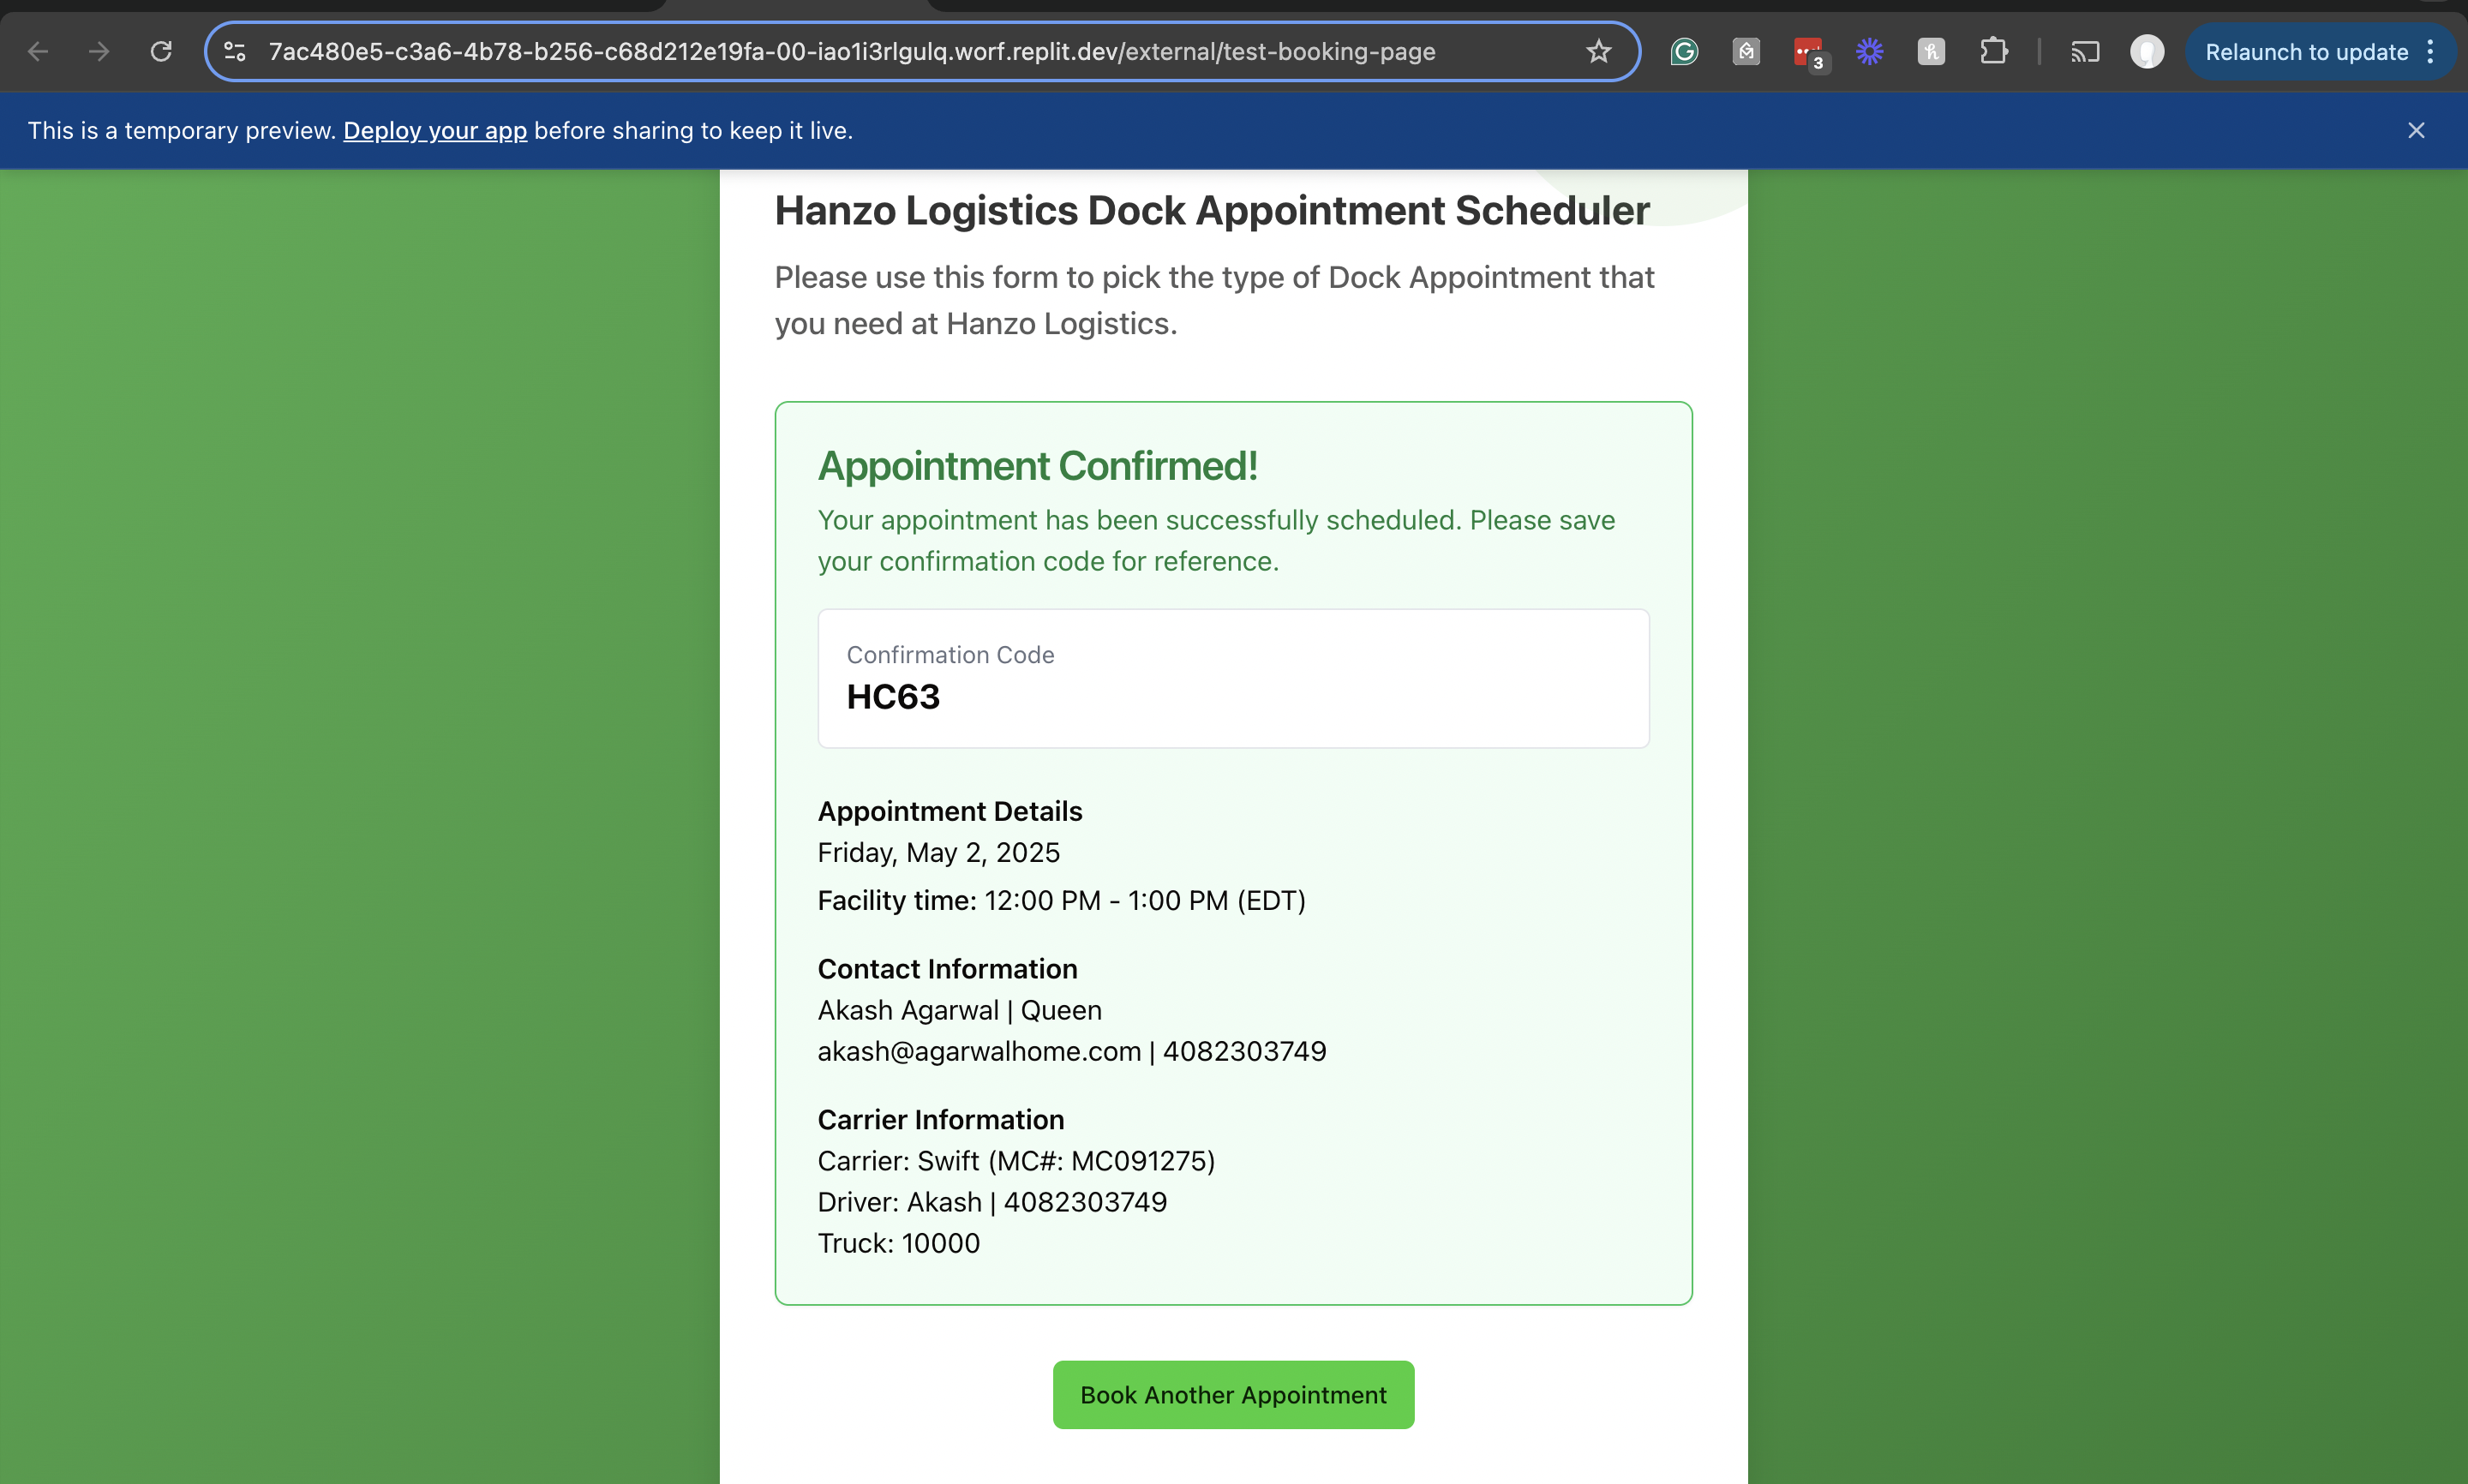 7ac480e5-c3a6-4b78-b256-c68d212e19fa-00-iao1i3rlgulq.worf.replit.dev/external/test-booking-page
3
Relaunch to update
This is a temporary preview. Deploy your app before sharing to keep it live.
Hanzo Logistics Dock Appointment Scheduler
Please use this form to pick the type of Dock Appointment that
you need at Hanzo Logistics.
Appointment Confirmed!
Your appointment has been successfully scheduled. Please save
your confirmation code for reference.
Confirmation Code
HC63
Appointment Details
Friday, May 2, 2025
Facility time: 12:00 PM - 1:00 PM (EDT)
Contact Information
Akash Agarwal | Queen
akash@agarwalhome.com | 4082303749
Carrier Information
Carrier: Swift (MC#: MC091275)
Driver: Akash | 4082303749
Truck: 10000
Book Another Appointment